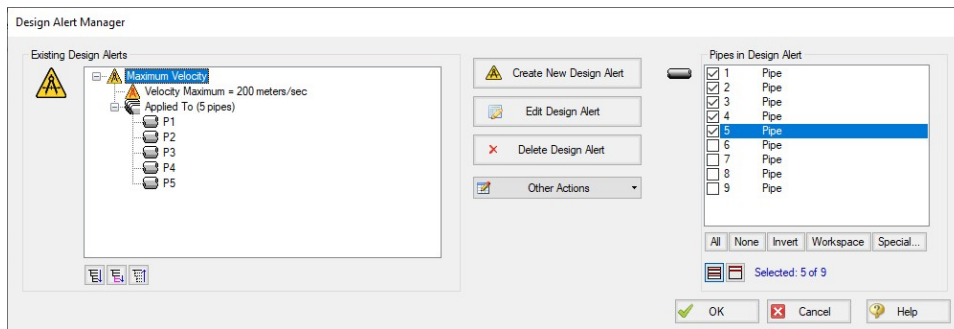 Design Alert Manager
Existing Design Alerts
Maximum Velocity
Velocity Maximum = 200 meters/sec
Applied To (5 pipes)
P1
P2
P3
P4
P5
Create New Design Alert
Edit Design Alert
Delete Design Alert
Other Actions
Pipes in Design Alert
1 Pipe
2 Pipe
3 Pipe
4 Pipe
5 Pipe
6 Pipe
7 Pipe
8 Pipe
9 Pipe
All None Invert Workspace Special...
Selected: 5 of 9
OK Cancel Help